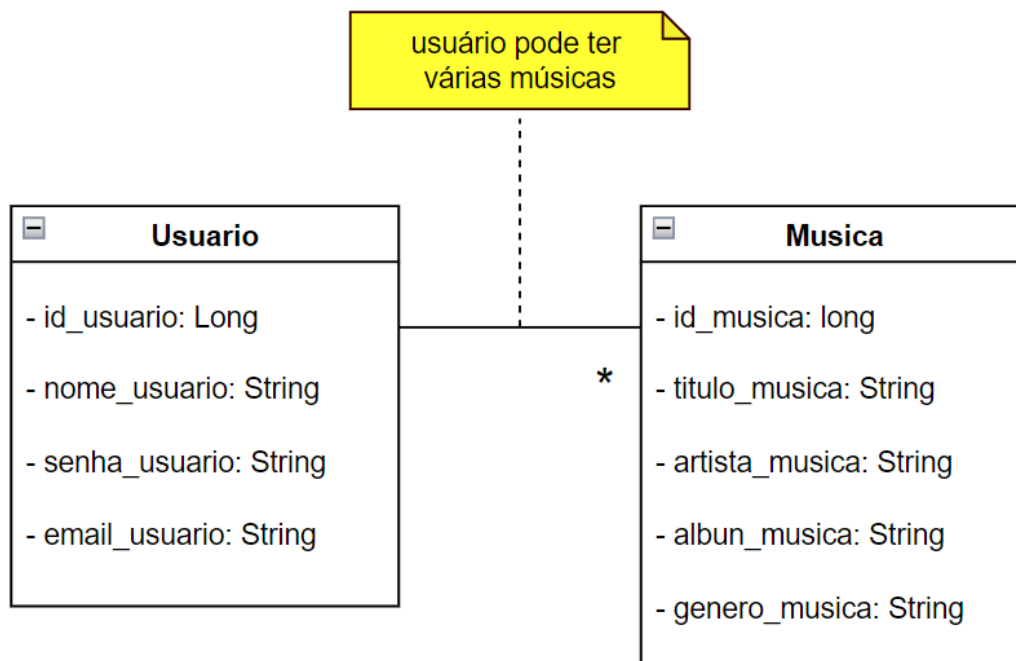 usuário pode ter
várias músicas
Usuario
- id_usuario: Long
- nome_usuario: String
- senha_usuario: String
- email_usuario: String
*
Musica
- id_musica: long
- titulo_musica: String
- artista_musica: String
- albun_musica: String
- genero_musica: String